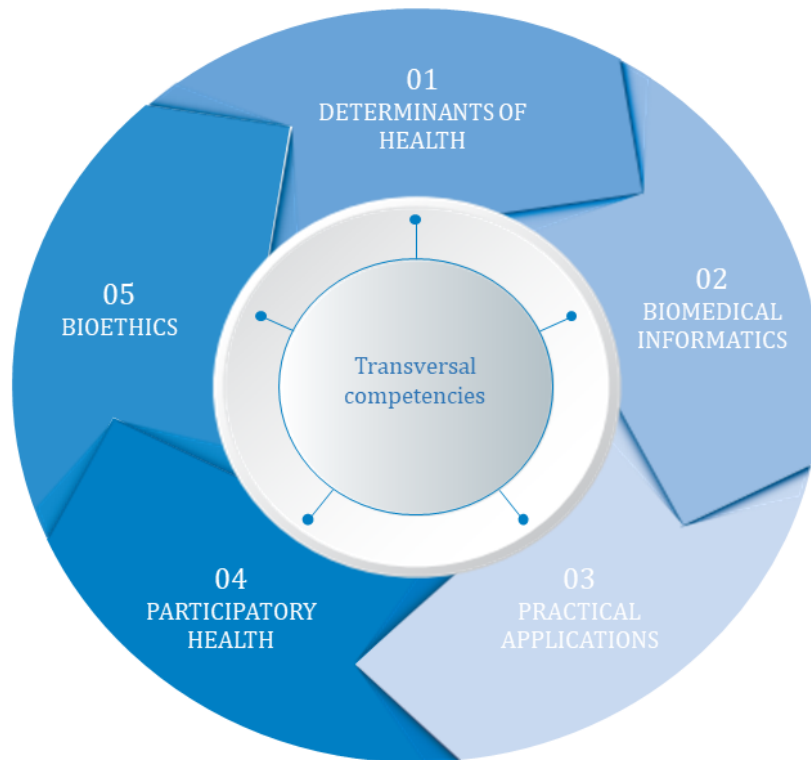 01
DETERMINANTS OF
HEALTH
02
BIOMEDICAL
INFORMATICS
03
PRACTICAL
APPLICATIONS
04
PARTICIPATORY
HEALTH
05
BIOETHICS
Transversal
competencies